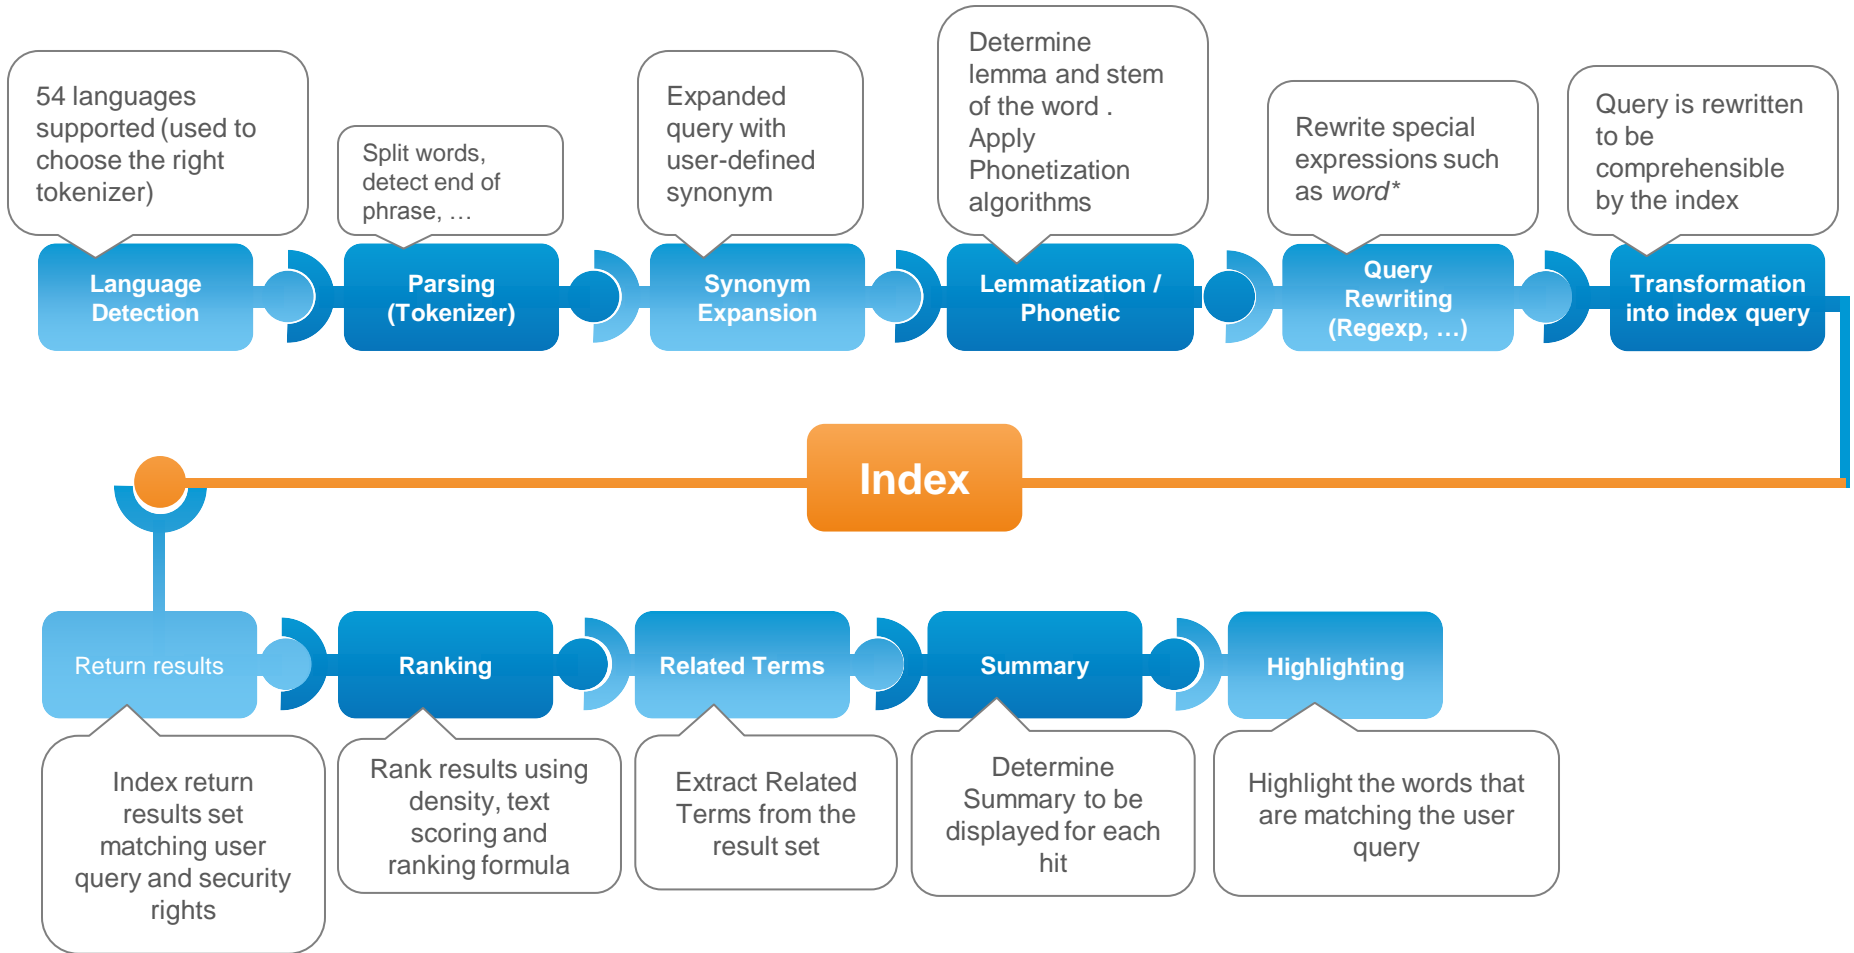 54 languages
supported (used to
choose the right
tokenizer)
Split words,
detect end of
phrase, …
Expanded
query with
user-defined
synonym
Determine
lemma and stem
of the word .
Apply
Phonetization
algorithms
Rewrite special
expressions such
as word*
Query is rewritten
to be
comprehensible
by the index
Language
Detection
Parsing
(Tokenizer)
Synonym
Expansion
Lemmatization /
Phonetic
Query
Rewriting
(Regexp, …)
Transformation
into index query
Index
Return results
Ranking
Related Terms
Summary
Highlighting
Index return
results set
matching user
query and security
rights
Rank results using
density, text
scoring and
ranking formula
Extract Related
Terms from the
result set
Determine
Summary to be
displayed for each
hit
Highlight the words that
are matching the user
query